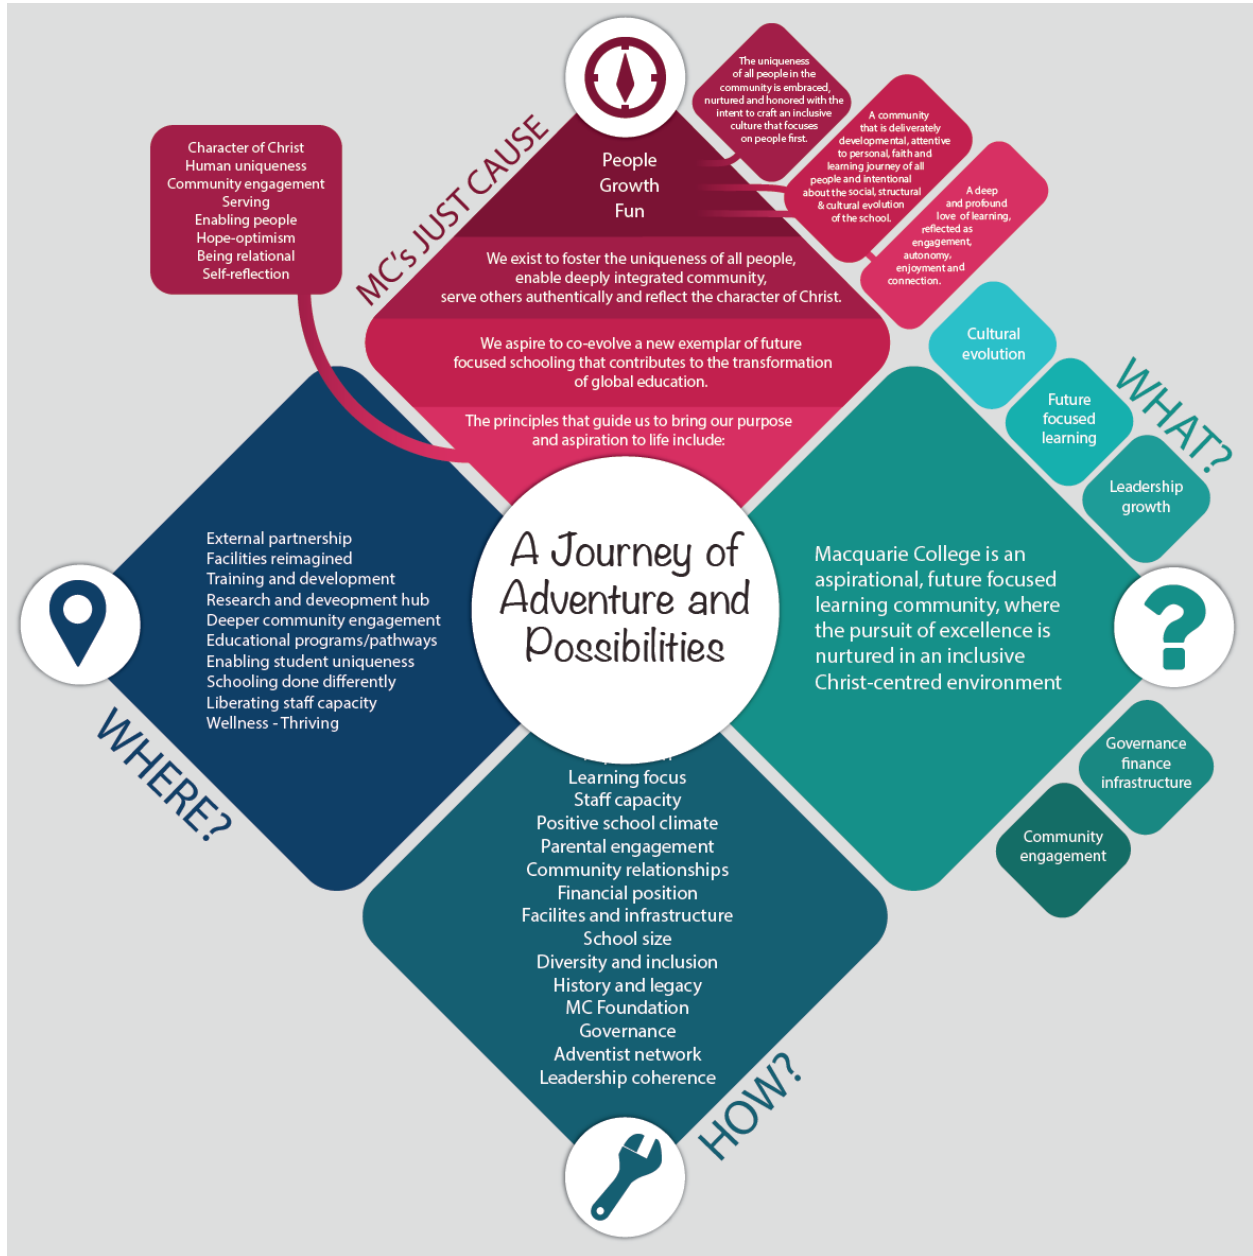 MC's JUST CAUSE
People
Growth
Fun
The uniqueness
of all people in the
community is embraced,
nurtured and honored with the
intent to craft an inclusive
culture that focuses
on people first.
A community
that is deliverately
developmental, attentive
to personal, faith and
learning journey of all
people and intentional
about the social, structural
& cultural evolution
of the school.
A deep
and profound
love of learning,
reflected as
engagement,
autonomy,
enjoyment and
connection.
We exist to foster the uniqueness of all people,
enable deeply integrated community,
serve others authentically and reflect the character of Christ.
We aspire to co-evolve a new exemplar of future
focused schooling that contributes to the transformation
of global education.
The principles that guide us to bring our purpose
and aspiration to life include:
Character of Christ
Human uniqueness
Community engagement
Serving
Enabling people
Hope-optimism
Being relational
Self-reflection
A Journey of
Adventure and
Possibilities
WHAT?
Cultural
evolution
Future
focused
learning
Leadership
growth
Macquarie College is an
aspirational, future focused
learning community, where
the pursuit of excellence is
nurtured in an inclusive
Christ-centred environment
?
Governance
finance
infrastructure
Community
engagement
WHERE?
External partnership
Facilities reimagined
Training and development
Research and deveopment hub
Deeper community engagement
Educational programs/pathways
Enabling student uniqueness
Schooling done differently
Liberating staff capacity
Wellness - Thriving
HOW?
Learning focus
Staff capacity
Positive school climate
Parental engagement
Community relationships
Financial position
Facilites and infrastructure
School size
Diversity and inclusion
History and legacy
MC Foundation
Governance
Adventist network
Leadership coherence